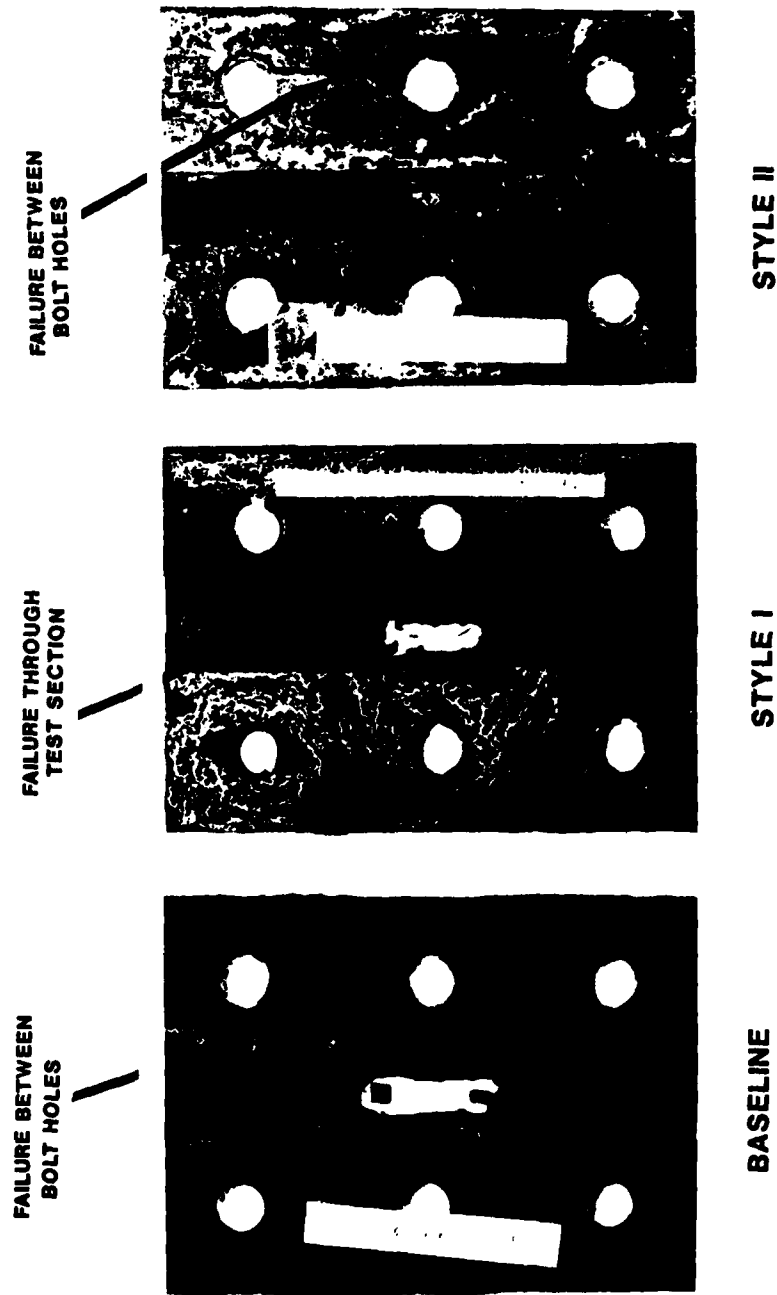 FAILURE BETWEEN
BOLT HOLES
FAILURE THROUGH
TEST SECTION
FAILURE BETWEEN
BOLT HOLES
BASELINE
STYLE I
STYLE II